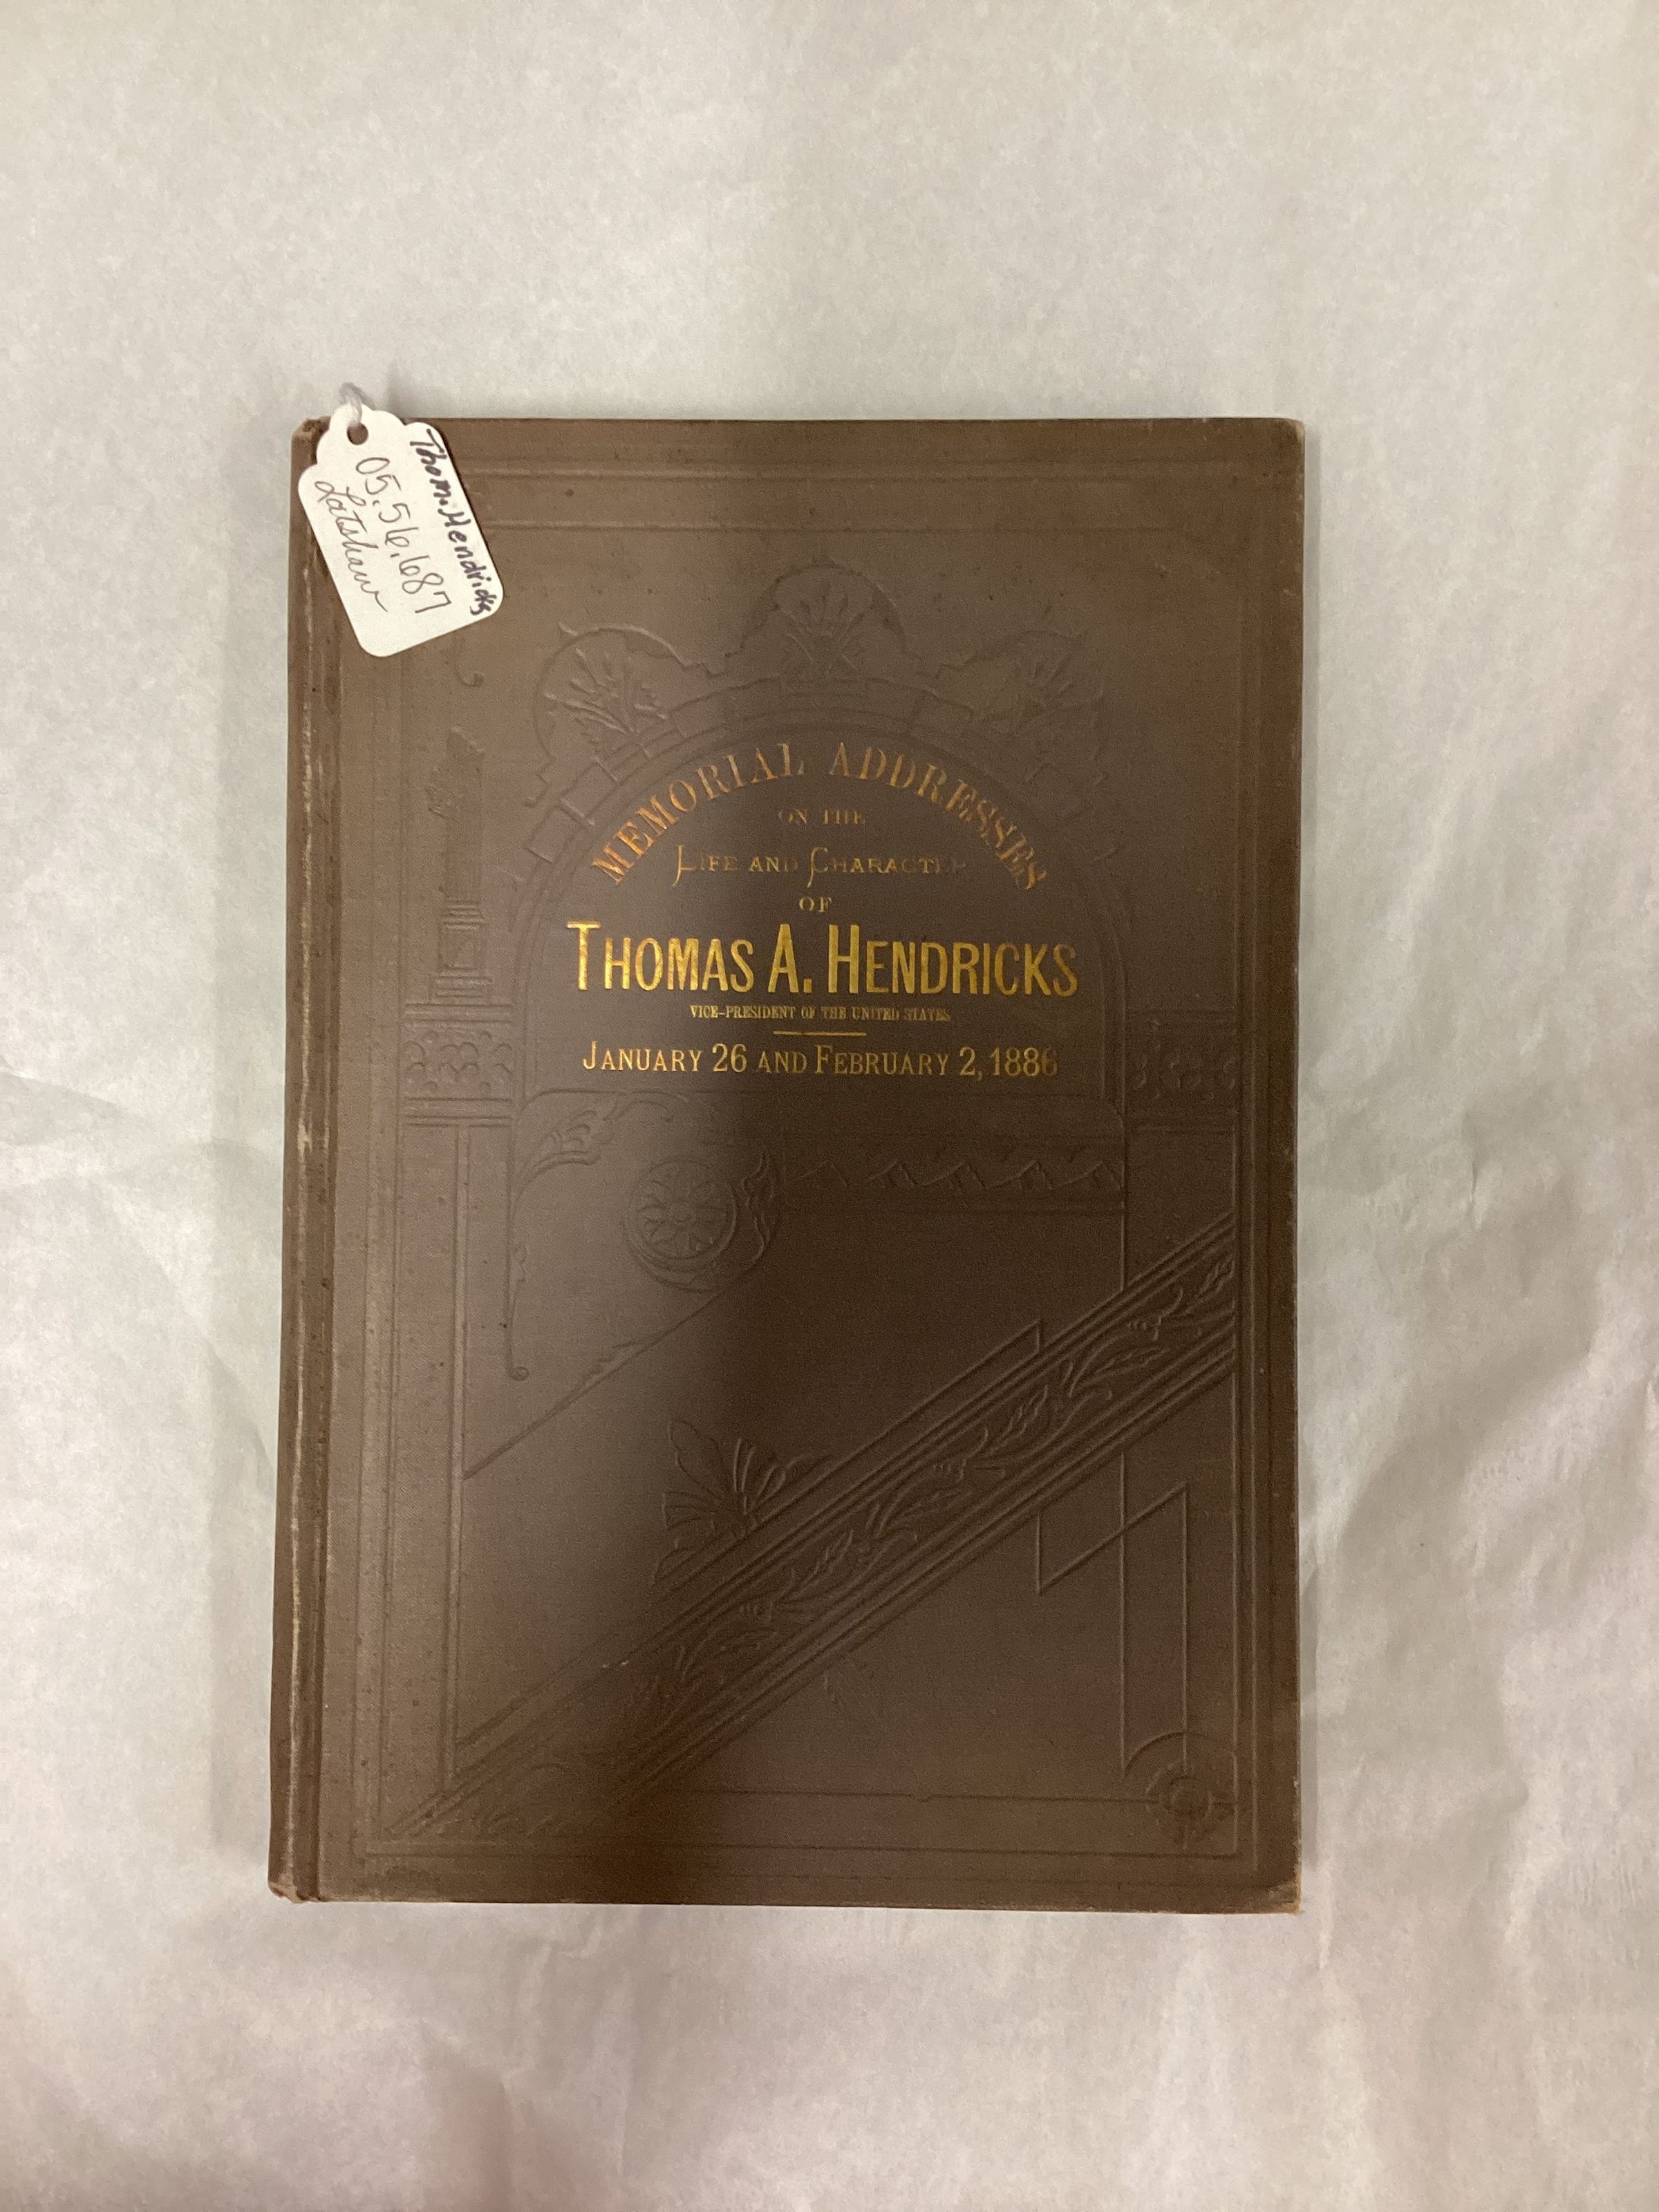 Thom. Hendricks
05.56.687
Latshaw
MEMORIAL ADDRESSES
ON THE
LIFE AND CHARACTER
OF
THOMAS A. HENDRICKS
VICE-PRESIDENT OF THE UNITED STATES
JANUARY 26 AND FEBRUARY 2, 1886